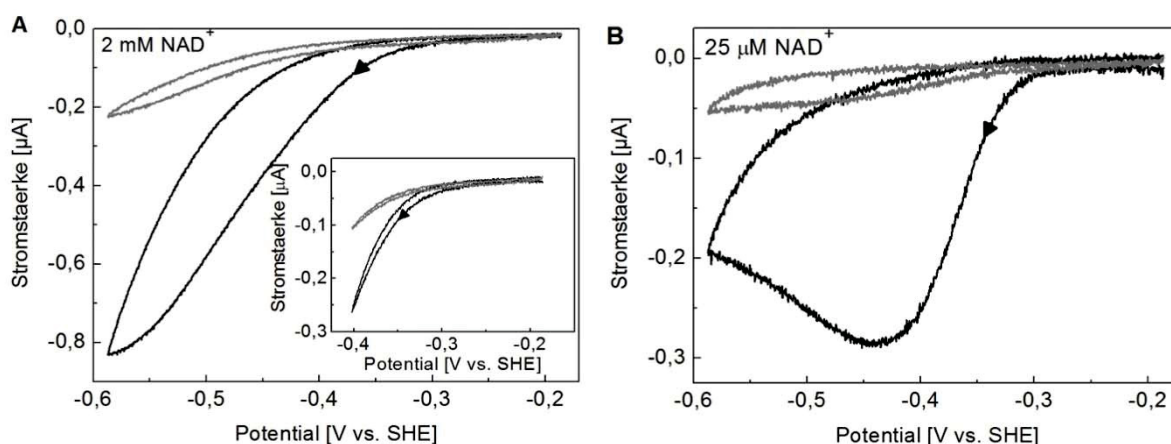 A
2 mM NAD⁺
0,0
-0,2
-0,4
-0,6
-0,8
Stromstaerke [µA]
-0,6 -0,5 -0,4 -0,3 -0,2
Potential [V vs. SHE]
0,0
-0,1
-0,2
-0,3
Stromstaerke [µA]
-0,4 -0,3 -0,2
Potential [V vs. SHE]
B
25 µM NAD⁺
0,0
-0,1
-0,2
-0,3
Stromstaerke [µA]
-0,6 -0,5 -0,4 -0,3 -0,2
Potential [V vs. SHE]